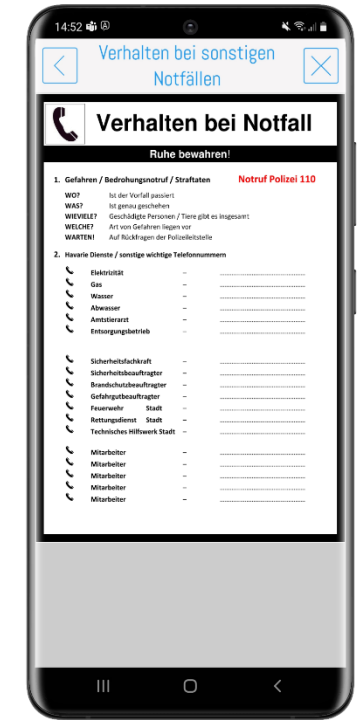 14:52
Verhalten bei sonstigen
Notfällen
Verhalten bei Notfall
Ruhe bewahren!
1. Gefahren / Bedrohungsnotruf / Straftaten Notruf Polizei 110
WO? Ist der Vorfall passiert
WAS? Ist genau geschehen
WIEVIELE? Geschädigte Personen / Tiere gibt es insgesamt
WELCHE? Art von Gefahren liegen vor
WARTEN! Auf Rückfragen der Polizeileitstelle
2. Havarie Dienste / sonstige wichtige Telefonnummern
Elektrizität –
Gas –
Wasser –
Abwasser –
Amtstierarzt –
Entsorgungsbetrieb –
Sicherheitsfachkraft –
Sicherheitsbeauftragter –
Brandschutzbeauftragter –
Gefahrgutbeauftragter –
Feuerwehr Stadt –
Rettungsdienst Stadt –
Technisches Hilfswerk Stadt –
Mitarbeiter –
Mitarbeiter –
Mitarbeiter –
Mitarbeiter –
Mitarbeiter –